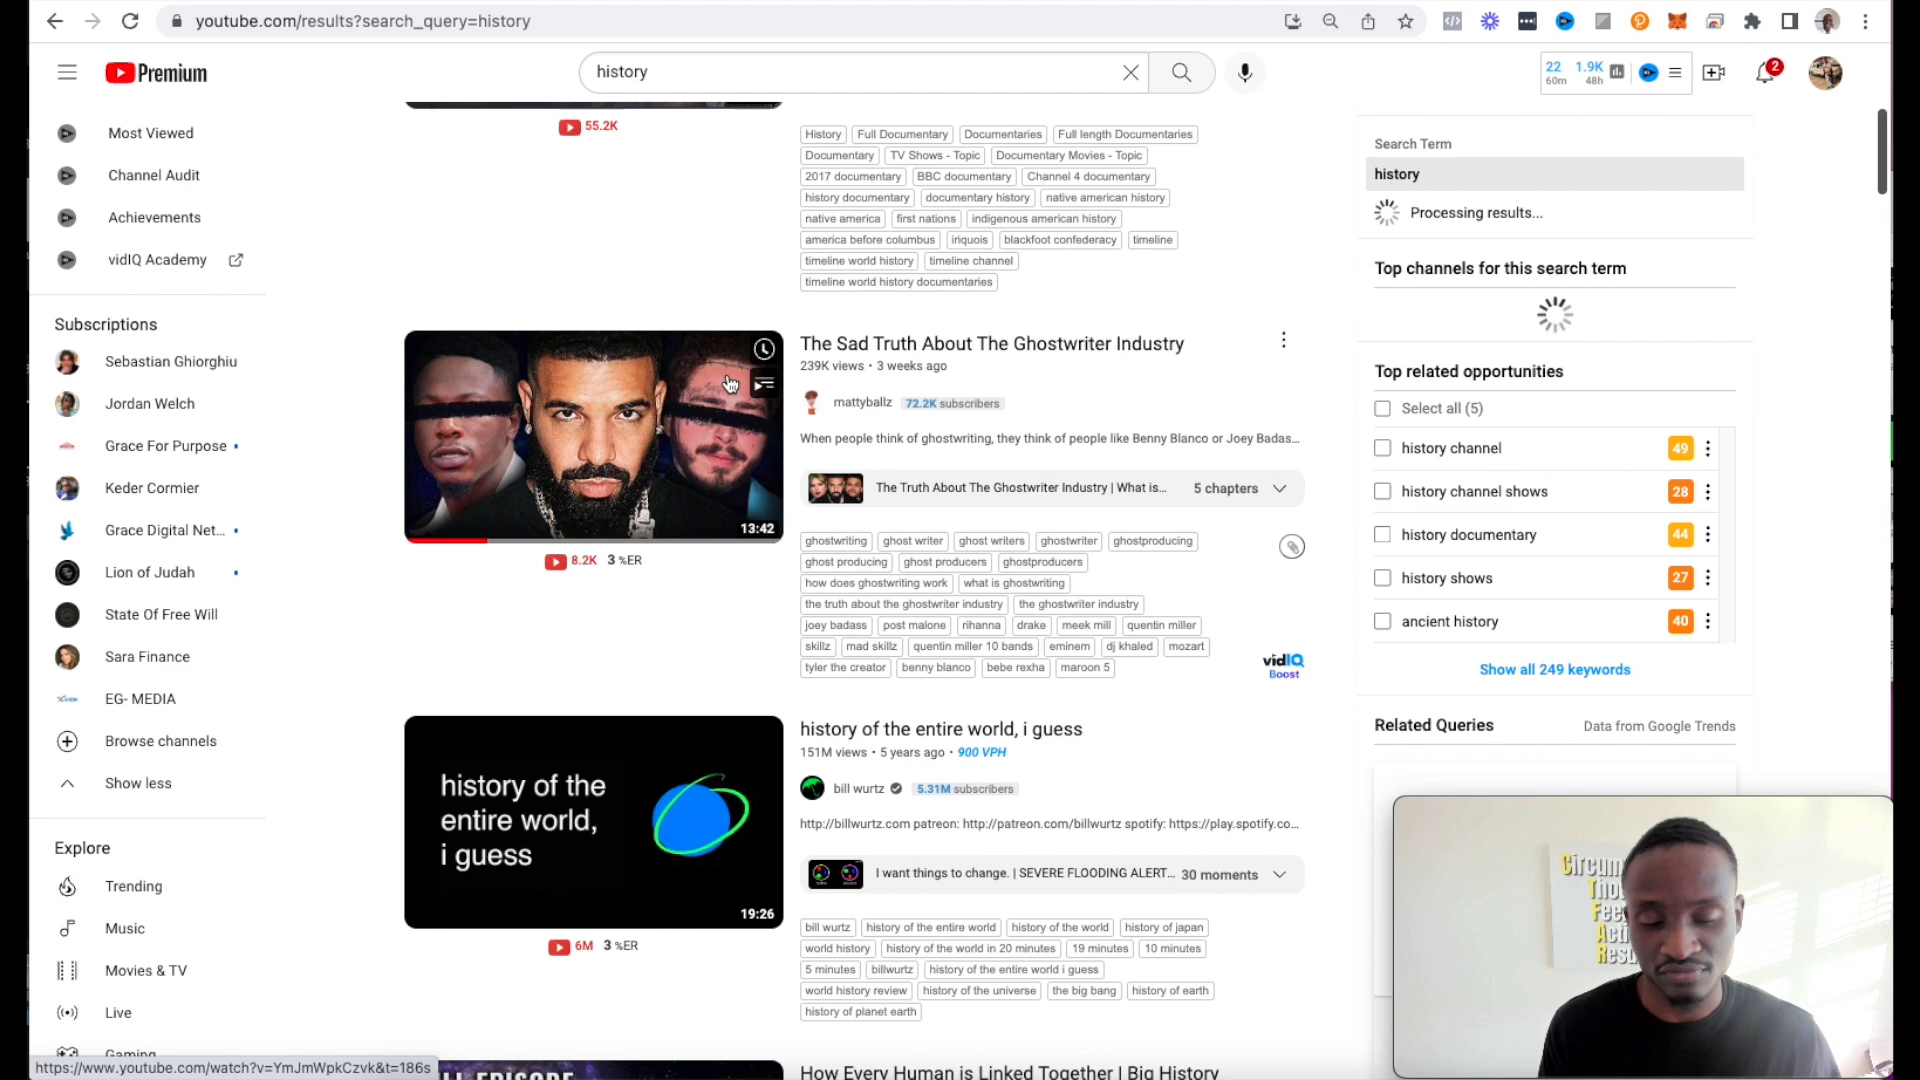 youtube.com/results?search_query=history
Premium
history
22 60m
1.9K 48h
2
Most Viewed
Channel Audit
Achievements
vidIQ Academy
Subscriptions
Sebastian Ghiorghiu
Jordan Welch
Grace For Purpose
Keder Cormier
Grace Digital Net...
Lion of Judah
State Of Free Will
Sara Finance
EG- MEDIA
Browse channels
Show less
Explore
Trending
Music
Movies & TV
Live
Gaming
https://www.youtube.com/watch?v=YmJmWpkCzvk&t=186s
55.2K
History Full Documentary Documentaries Full length Documentaries
Documentary TV Shows - Topic Documentary Movies - Topic
2017 documentary BBC documentary Channel 4 documentary
history documentary documentary history native american history
native america first nations indigenous american history
america before columbus iriquois blackfoot confederacy timeline
timeline world history timeline channel
timeline world history documentaries
13:42
8.2K 3 %ER
The Sad Truth About The Ghostwriter Industry
239K views • 3 weeks ago
mattyballz 72.2K subscribers
When people think of ghostwriting, they think of people like Benny Blanco or Joey Badas...
The Truth About The Ghostwriter Industry | What is... 5 chapters
ghostwriting ghost writer ghost writers ghostwriter ghostproducing
ghost producing ghost producers ghostproducers
how does ghostwriting work what is ghostwriting
the truth about the ghostwriter industry the ghostwriter industry
joey badass post malone rihanna drake meek mill quentin miller
skillz mad skillz quentin miller 10 bands eminem dj khaled mozart
tyler the creator benny blanco bebe rexha maroon 5
vidIQ
Boost
history of the
entire world,
i guess
19:26
6M 3 %ER
history of the entire world, i guess
151M views • 5 years ago • 900 VPH
bill wurtz 5.31M subscribers
http://billwurtz.com patreon: http://patreon.com/billwurtz spotify: https://play.spotify.co...
I want things to change. | SEVERE FLOODING ALERT... 30 moments
bill wurtz history of the entire world history of the world history of japan
world history history of the world in 20 minutes 19 minutes 10 minutes
5 minutes billwurtz history of the entire world i guess
world history review history of the universe the big bang history of earth
history of planet earth
How Every Human is Linked Together | Big History
Search Term
history
Processing results...
Top channels for this search term
Top related opportunities
Select all (5)
history channel 49
history channel shows 28
history documentary 44
history shows 27
ancient history 40
Show all 249 keywords
Related Queries Data from Google Trends